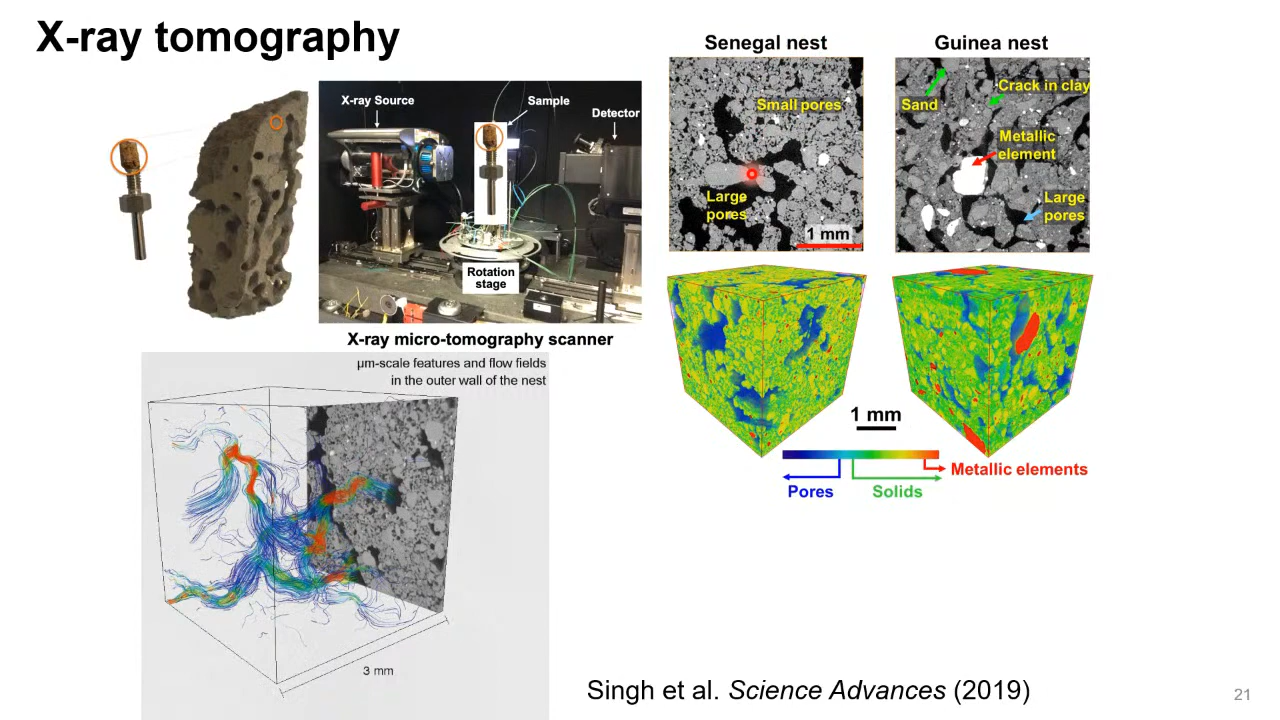 X-ray tomography
X-ray Source
Sample
Detector
Rotation
stage
X-ray micro-tomography scanner
µm-scale features and flow fields
in the outer wall of the nest
3 mm
Senegal nest
Small pores
Large
pores
1 mm
Guinea nest
Crack in clay
Sand
Metallic
element
Large
pores
1 mm
Metallic elements
Pores
Solids
Singh et al. Science Advances (2019)
21